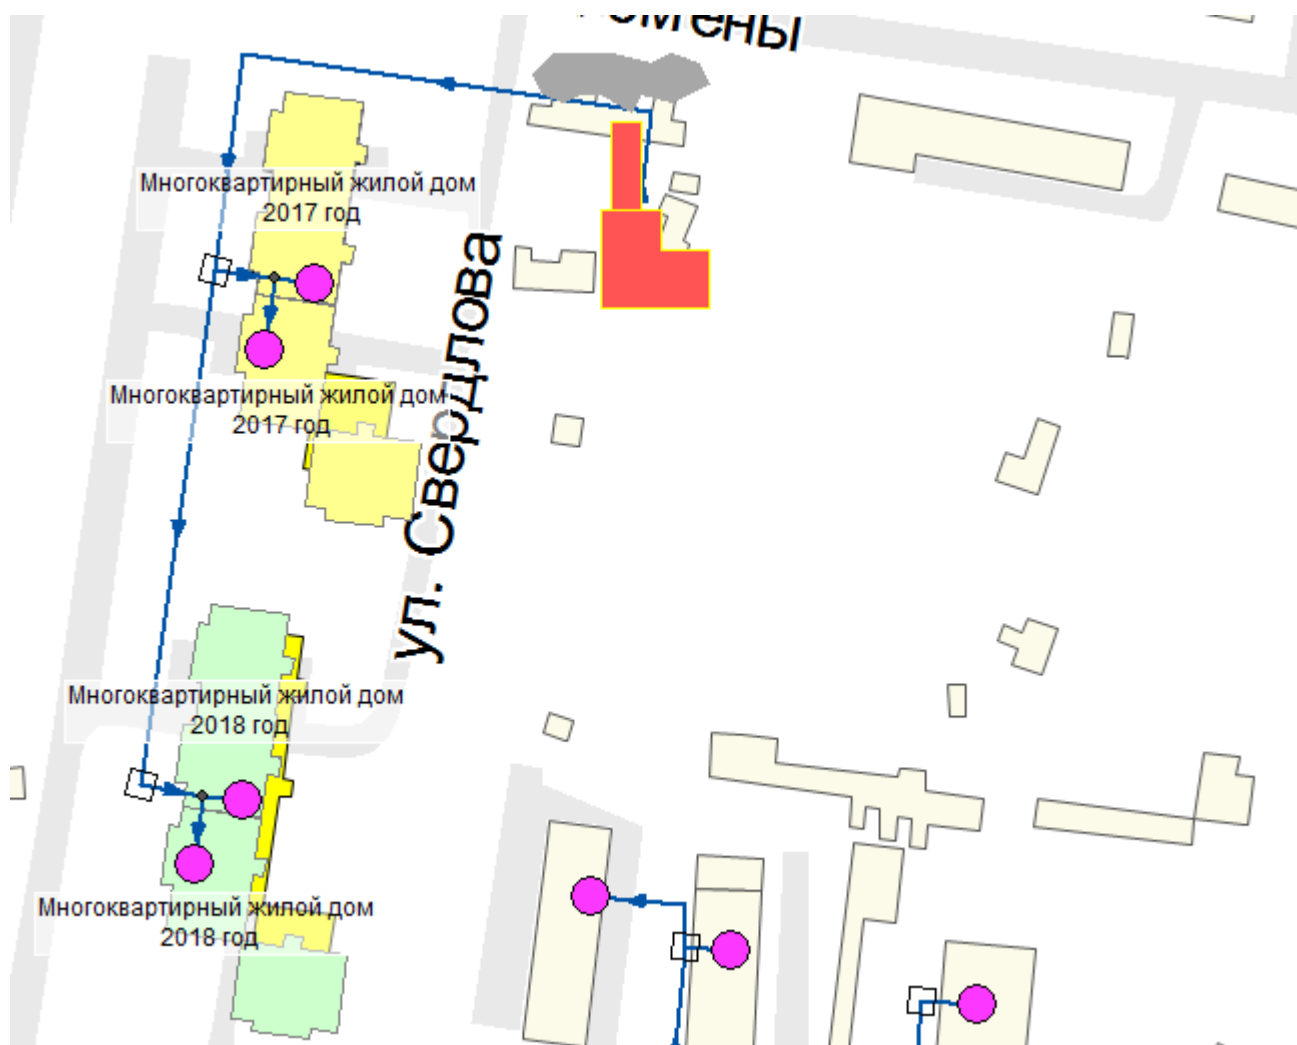 Многоквартирный жилой дом
2017 год
Многоквартирный жилой дом
2017 год
ул. Свердлова
Многоквартирный жилой дом
2018 год
Многоквартирный жилой дом
2018 год